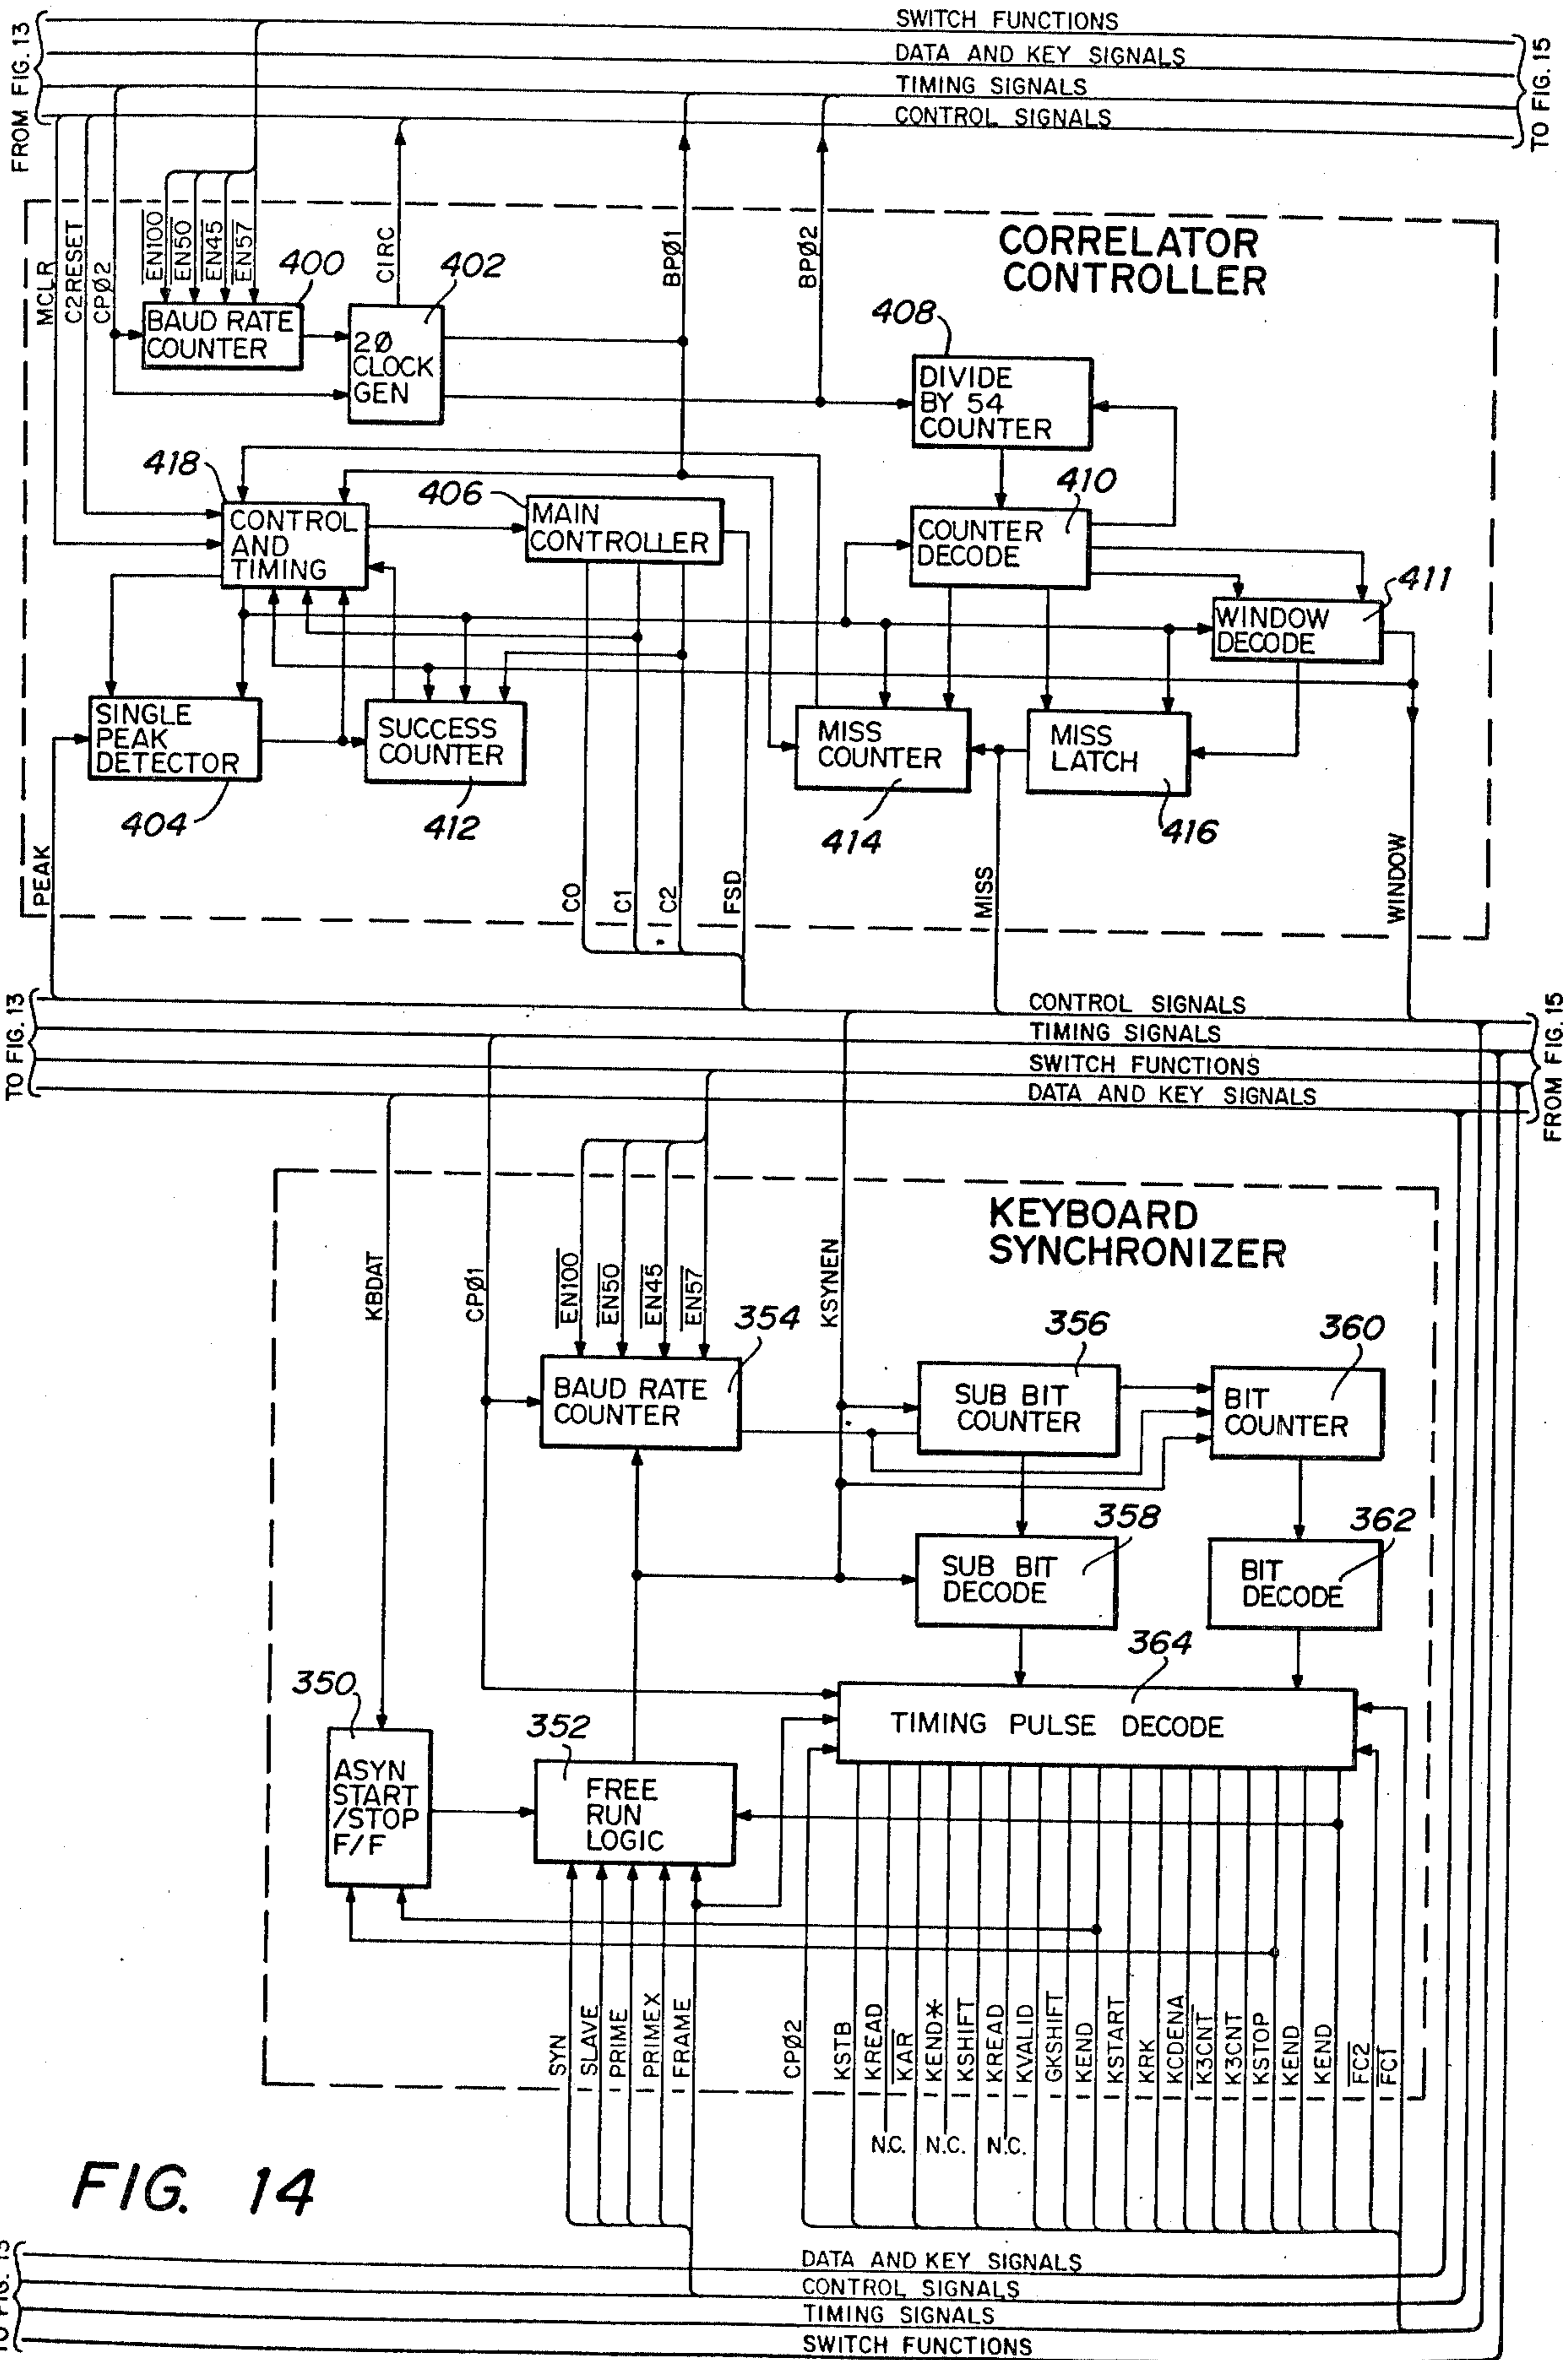 FROM FIG. 13
SWITCH FUNCTIONS
DATA AND KEY SIGNALS
TIMING SIGNALS
CONTROL SIGNALS
TO FIG. 15
MCLR
C2RESET
CPØ2
EN100
EN50
EN45
EN57
400
CIRC
402
BPØ1
BPØ2
CORRELATOR
CONTROLLER
BAUD RATE
COUNTER
2Ø
CLOCK
GEN
408
DIVIDE
BY 54
COUNTER
418
CONTROL
AND
TIMING
406
MAIN
CONTROLLER
410
COUNTER
DECODE
411
WINDOW
DECODE
SINGLE
PEAK
DETECTOR
404
SUCCESS
COUNTER
412
MISS
COUNTER
414
MISS
LATCH
416
PEAK
C0
C1
C2
FSD
MISS
WINDOW
TO FIG. 13
CONTROL SIGNALS
TIMING SIGNALS
SWITCH FUNCTIONS
DATA AND KEY SIGNALS
FROM FIG. 15
KEYBOARD
SYNCHRONIZER
KBDAT
CPØ1
EN100
EN50
EN45
EN57
KSYNEN
354
BAUD RATE
COUNTER
356
SUB BIT
COUNTER
360
BIT
COUNTER
358
SUB BIT
DECODE
362
BIT
DECODE
364
TIMING PULSE DECODE
350
ASYN
START
/STOP
F/F
352
FREE
RUN
LOGIC
SYN
SLAVE
PRIME
PRIMEX
FRAME
CPØ2
KSTB
KREAD
KAR
KEND*
KSHIFT
KREAD
KVALID
GKSHIFT
KEND
KSTART
KRK
KCDENA
K3CNT
K3CNT
KSTOP
KEND
KEND
FC2
FC1
N.C.
N.C.
N.C.
FIG. 14
DATA AND KEY SIGNALS
CONTROL SIGNALS
TIMING SIGNALS
SWITCH FUNCTIONS